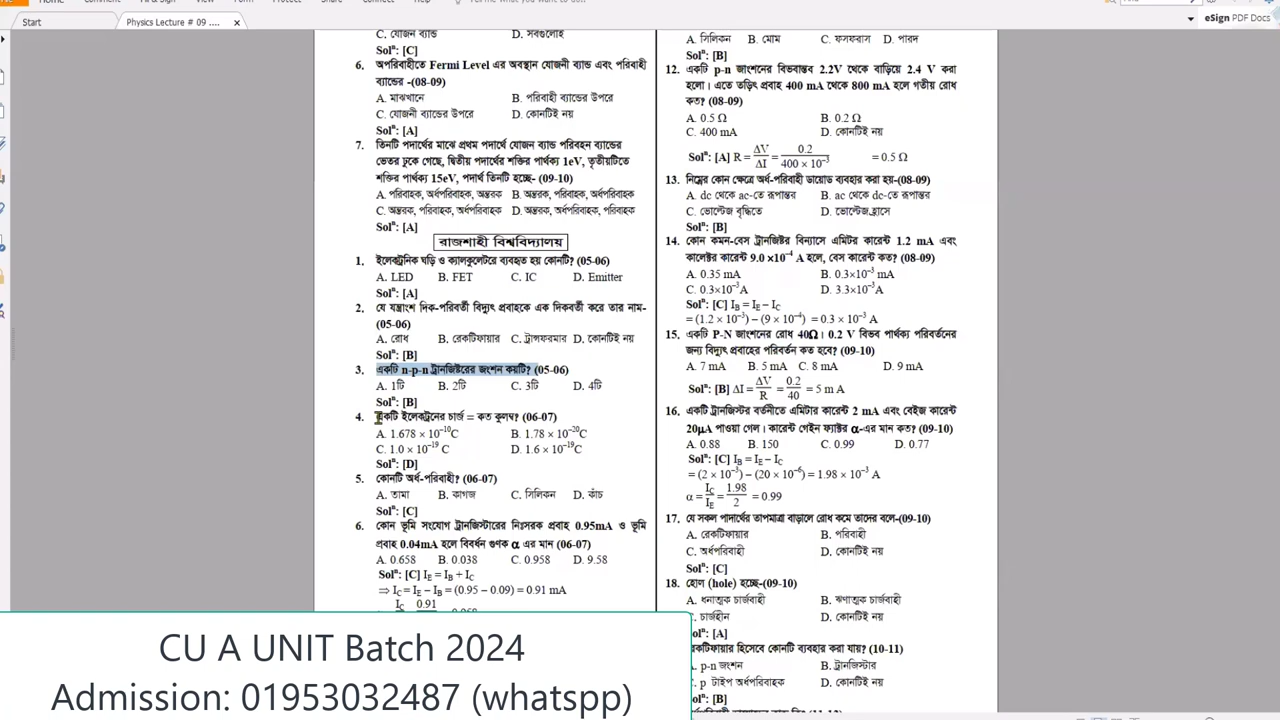 Start
Physics Lecture # 09 .... ×
eSign PDF Docs
C. যোজন ব্যান্ড D. সবগুলোই
Solⁿ: [C]
6. অপরিবাহীতে Fermi Level এর অবস্থান যোজনী ব্যান্ড এবং পরিবাহী
ব্যান্ডের -(08-09)
A. মাঝখানে B. পরিবাহী ব্যান্ডের উপরে
C. যোজনী ব্যান্ডের উপরে D. কোনটিই নয়
Solⁿ: [A]
7. তিনটি পদার্থের মাঝে প্রথম পদার্থে যোজন ব্যান্ড পরিবহন ব্যান্ডের
ভেতর ঢুকে গেছে, দ্বিতীয় পদার্থের শক্তির পার্থক্য 1eV, তৃতীয়টিতে
শক্তির পার্থক্য 15eV, পদার্থ তিনটি হচ্ছে- (09-10)
A. পরিবাহক, অর্ধপরিবাহক, অন্তরক B. অন্তরক, পরিবাহক, অর্ধপরিবাহক
C. অন্তরক, পরিবাহক, অর্ধপরিবাহক D. অন্তরক, অর্ধপরিবাহক, পরিবাহক
Solⁿ: [A]
রাজশাহী বিশ্ববিদ্যালয়
1. ইলেকট্রনিক ঘড়ি ও ক্যালকুলেটরে ব্যবহৃত হয় কোনটি? (05-06)
A. LED B. FET C. IC D. Emitter
Solⁿ: [A]
2. যে যন্ত্রাংশ দিক-পরিবর্তী বিদ্যুৎ প্রবাহকে এক দিকবর্তী করে তার নাম-
(05-06)
A. রোধ B. রেকটিফায়ার C. ট্রান্সফরমার D. কোনটিই নয়
Solⁿ: [B]
3. একটি n-p-n ট্রানজিষ্টরের জংশন কয়টি? (05-06)
A. 1টি B. 2টি C. 3টি D. 4টি
Solⁿ: [B]
4. একটি ইলেকট্রনের চার্জ = কত কুলম্ব? (06-07)
A. 1.678 × 10⁻¹⁰C B. 1.78 × 10⁻²⁰C
C. 1.0 × 10⁻¹⁹ C D. 1.6 × 10⁻¹⁹C
Solⁿ: [D]
5. কোনটি অর্ধ-পরিবাহী? (06-07)
A. তামা B. কাগজ C. সিলিকন D. কাঁচ
Solⁿ: [C]
6. কোন ভূমি সংযোগ ট্রানজিস্টারের নিঃসরক প্রবাহ 0.95mA ও ভূমি
প্রবাহ 0.04mA হলে বিবর্ধন গুণক α এর মান (06-07)
A. 0.658 B. 0.038 C. 0.958 D. 9.58
Solⁿ: [C] I_E = I_B + I_C
⇒ I_C = I_E − I_B = (0.95 − 0.09) = 0.91 mA
I_C 0.91
A. সিলিকন B. মোম C. ফসফরাস D. পারদ
Solⁿ: [B]
12. একটি p-n জাংশনের বিভবান্তর 2.2V থেকে বাড়িয়ে 2.4 V করা
হলো। এতে তড়িৎ প্রবাহ 400 mA থেকে 800 mA হলে গতীয় রোধ
কত? (08-09)
A. 0.5 Ω B. 0.2 Ω
C. 400 mA D. কোনটিই নয়
Solⁿ: [A] R = ΔV/ΔI = 0.2/(400 × 10⁻³) = 0.5 Ω
13. নিম্নের কোন ক্ষেত্রে অর্ধ-পরিবাহী ডায়োড ব্যবহার করা হয়-(08-09)
A. dc থেকে ac-তে রূপান্তর B. ac থেকে dc-তে রূপান্তর
C. ভোল্টেজ বৃদ্ধিতে D. ভোল্টেজ হ্রাসে
Solⁿ: [B]
14. কোন কমন-বেস ট্রানজিষ্টর বিন্যাসে এমিটর কারেন্ট 1.2 mA এবং
কালেক্টর কারেন্ট 9.0 ×10⁻⁴ A হলে, বেস কারেন্ট কত? (08-09)
A. 0.35 mA B. 0.3×10⁻³ mA
C. 0.3×10⁻³A D. 3.3×10⁻³A
Solⁿ: [C] I_B = I_E − I_C
= (1.2 × 10⁻³) − (9 × 10⁻⁴) = 0.3 × 10⁻³ A
15. একটি P-N জাংশনের রোধ 40Ω। 0.2 V বিভব পার্থক্য পরিবর্তনের
জন্য বিদ্যুৎ প্রবাহের পরিবর্তন কত হবে? (09-10)
A. 7 mA B. 5 mA C. 8 mA D. 9 mA
Solⁿ: [B] ΔI = ΔV/R = 0.2/40 = 5 m A
16. একটি ট্রানজিস্টর বর্তনীতে এমিটার কারেন্ট 2 mA এবং বেইজ কারেন্ট
20μA পাওয়া গেল। কারেন্ট গেইন ফ্যাক্টর α-এর মান কত? (09-10)
A. 0.88 B. 150 C. 0.99 D. 0.77
Solⁿ: [C] I_B = I_E − I_C
= (2 × 10⁻³) − (20 × 10⁻⁶) = 1.98 × 10⁻³ A
α = I_C/I_E = 1.98/2 = 0.99
17. যে সকল পাদার্থের তাপমাত্রা বাড়ালে রোধ কমে তাদের বলে-(09-10)
A. রেকটিফায়ার B. পরিবাহী
C. অর্ধপরিবাহী D. কোনটিই নয়
Solⁿ: [C]
18. হোল (hole) হচ্ছে-(09-10)
A. ধনাত্মক চার্জবাহী B. ঋণাত্মক চার্জবাহী
C. চার্জহীন D. কোনটিই নয়
Solⁿ: [A]
রেকটিফায়ার হিসেবে কোনটি ব্যবহার করা যায়? (10-11)
A. p-n জংশন B. ট্রানজিস্টার
C. p টাইপ অর্ধপরিবাহক D. কোনটিই নয়
Solⁿ: [B]
CU A UNIT Batch 2024
Admission: 01953032487 (whatspp)